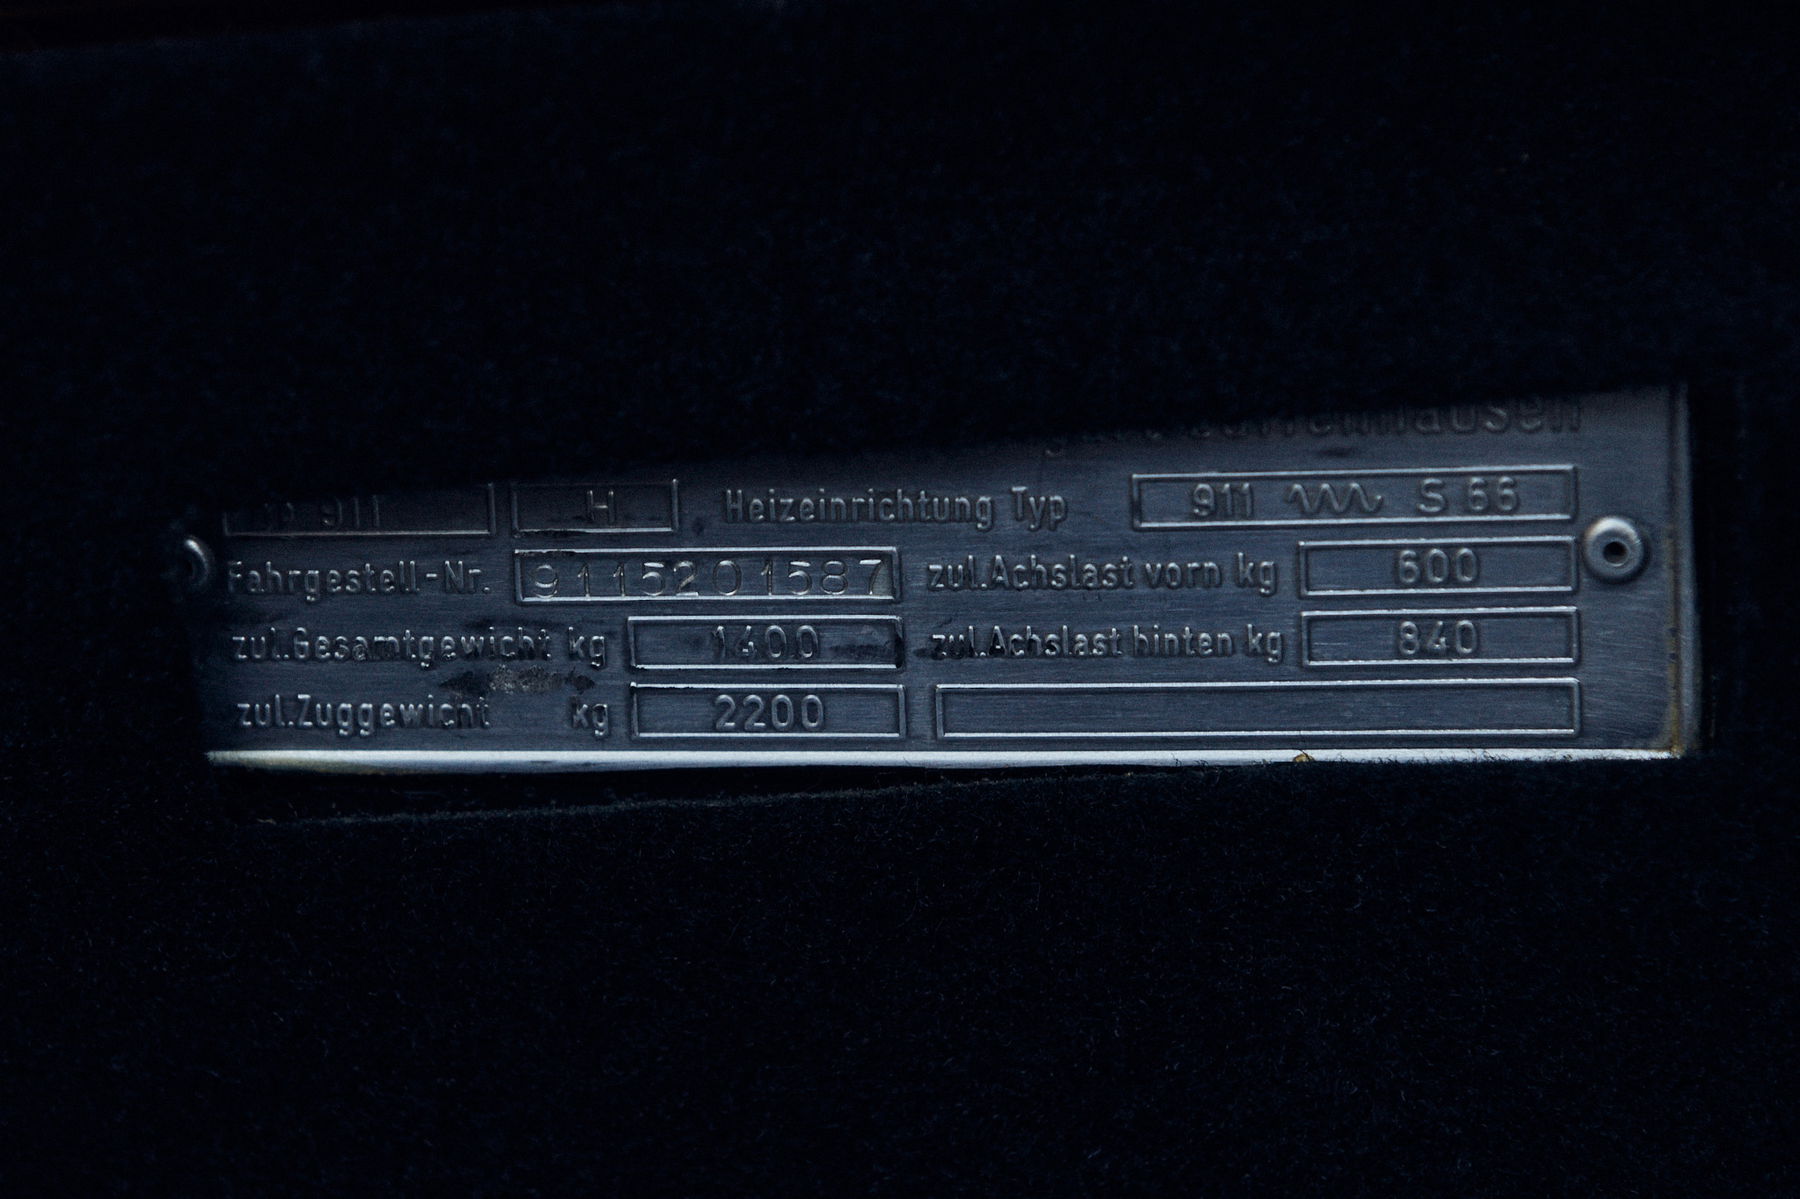 911 H Heizeinrichtung Typ 911 S 66
Fahrgestell-Nr. 9115201587 zul.Achslast vorn kg 600
zul.Gesamtgewicht kg 1400 zul.Achslast hinten kg 840
zul.Zuggewicht kg 2200